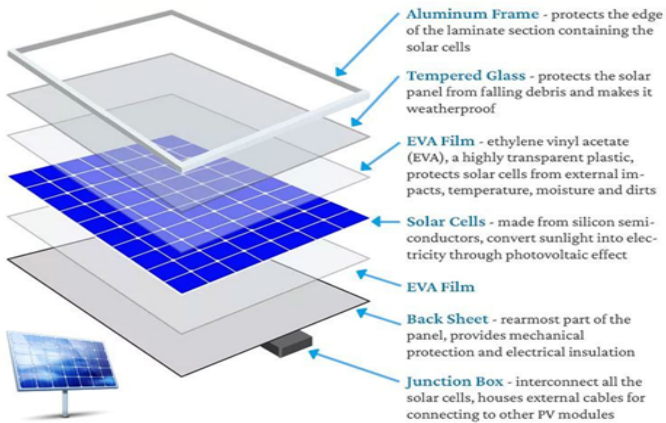 Aluminum Frame - protects the edge
of the laminate section containing the
solar cells
Tempered Glass - protects the solar
panel from falling debris and makes it
weatherproof
EVA Film - ethylene vinyl acetate
(EVA), a highly transparent plastic,
protects solar cells from external im-
pacts, temperature, moisture and dirts
Solar Cells - made from silicon semi-
conductors, convert sunlight into elec-
tricity through photovoltaic effect
EVA Film
Back Sheet - rearmost part of the
panel, provides mechanical
protection and electrical insulation
Junction Box - interconnect all the
solar cells, houses external cables for
connecting to other PV modules